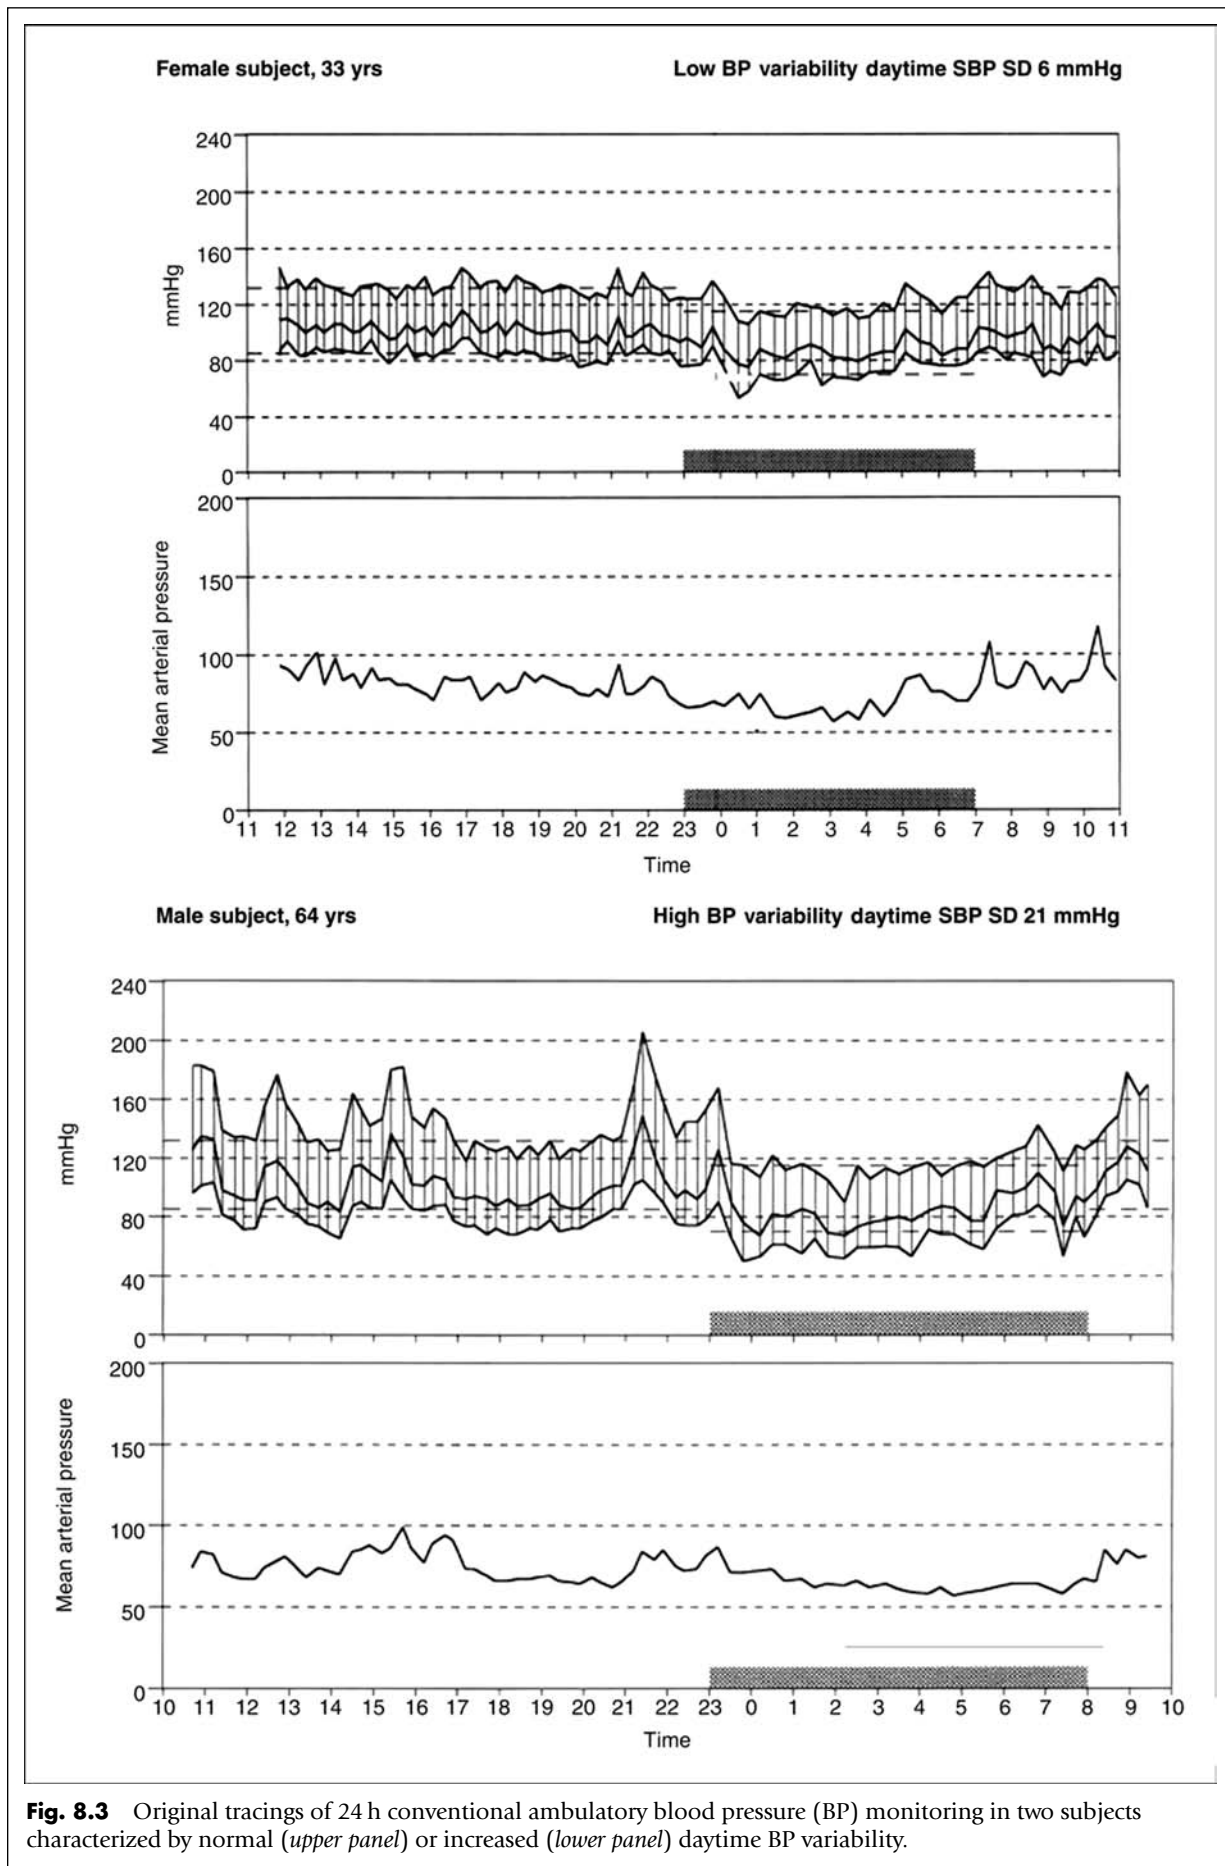 Female subject, 33 yrs
Low BP variability daytime SBP SD 6 mmHg
240
200
160
120
80
40
0
mmHg
200
150
100
50
0
Mean arterial pressure
11 12 13 14 15 16 17 18 19 20 21 22 23 0 1 2 3 4 5 6 7 8 9 10 11
Time
Male subject, 64 yrs
High BP variability daytime SBP SD 21 mmHg
240
200
160
120
80
40
0
mmHg
200
150
100
50
0
Mean arterial pressure
10 11 12 13 14 15 16 17 18 19 20 21 22 23 0 1 2 3 4 5 6 7 8 9 10
Time
Fig. 8.3 Original tracings of 24 h conventional ambulatory blood pressure (BP) monitoring in two subjects
characterized by normal (upper panel) or increased (lower panel) daytime BP variability.